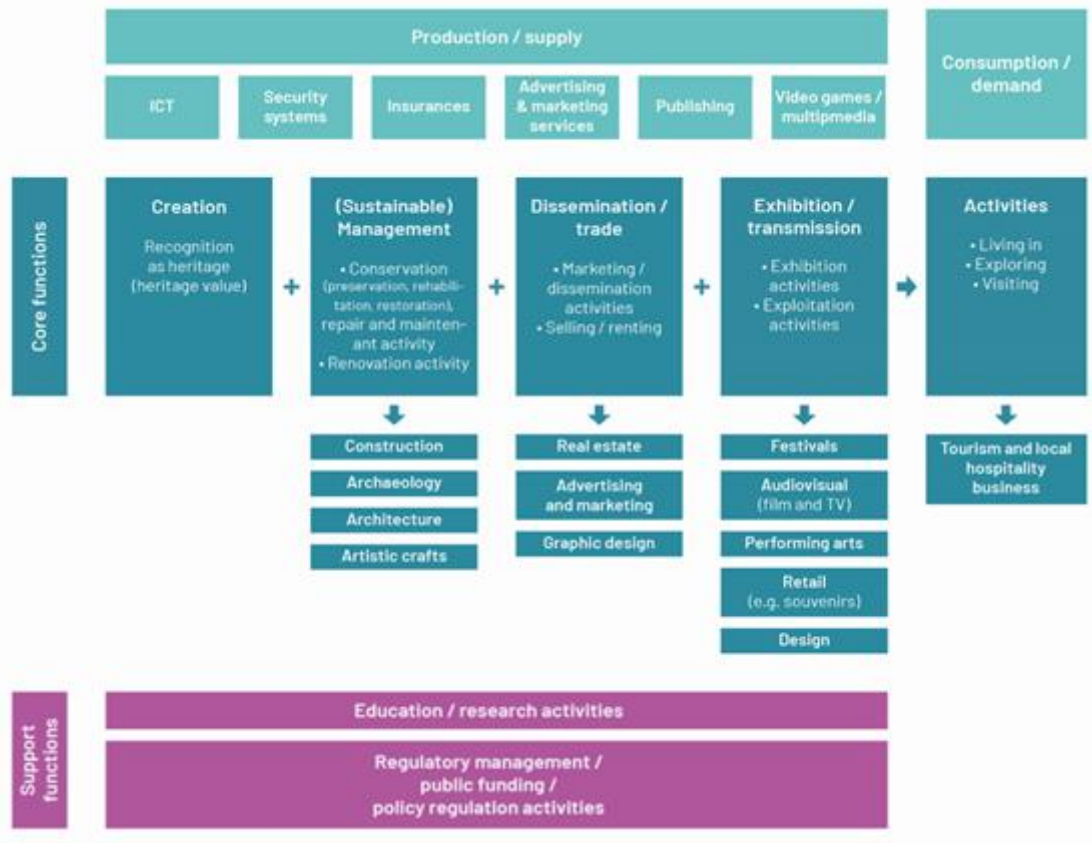 Production / supply
Consumption /
demand
ICT
Security
systems
Insurances
Advertising
& marketing
services
Publishing
Video games /
multipmedia
Core functions
Creation
Recognition
as heritage
(heritage value)
+
(Sustainable)
Management
• Conservation
(preservation, rehabili-
tation, restoration),
repair and mainten-
ant activity
• Renovation activity
+
Dissemination /
trade
• Marketing /
dissemination
activities
• Selling / renting
+
Exhibition /
transmission
• Exhibition
activities
• Exploitation
activities
Activities
• Living in
• Exploring
• Visiting
Construction
Archaeology
Architecture
Artistic crafts
Real estate
Advertising
and marketing
Graphic design
Festivals
Audiovisual
(film and TV)
Performing arts
Retail
(e.g. souvenirs)
Design
Tourism and local
hospitality
business
Support
functions
Education / research activities
Regulatory management /
public funding /
policy regulation activities